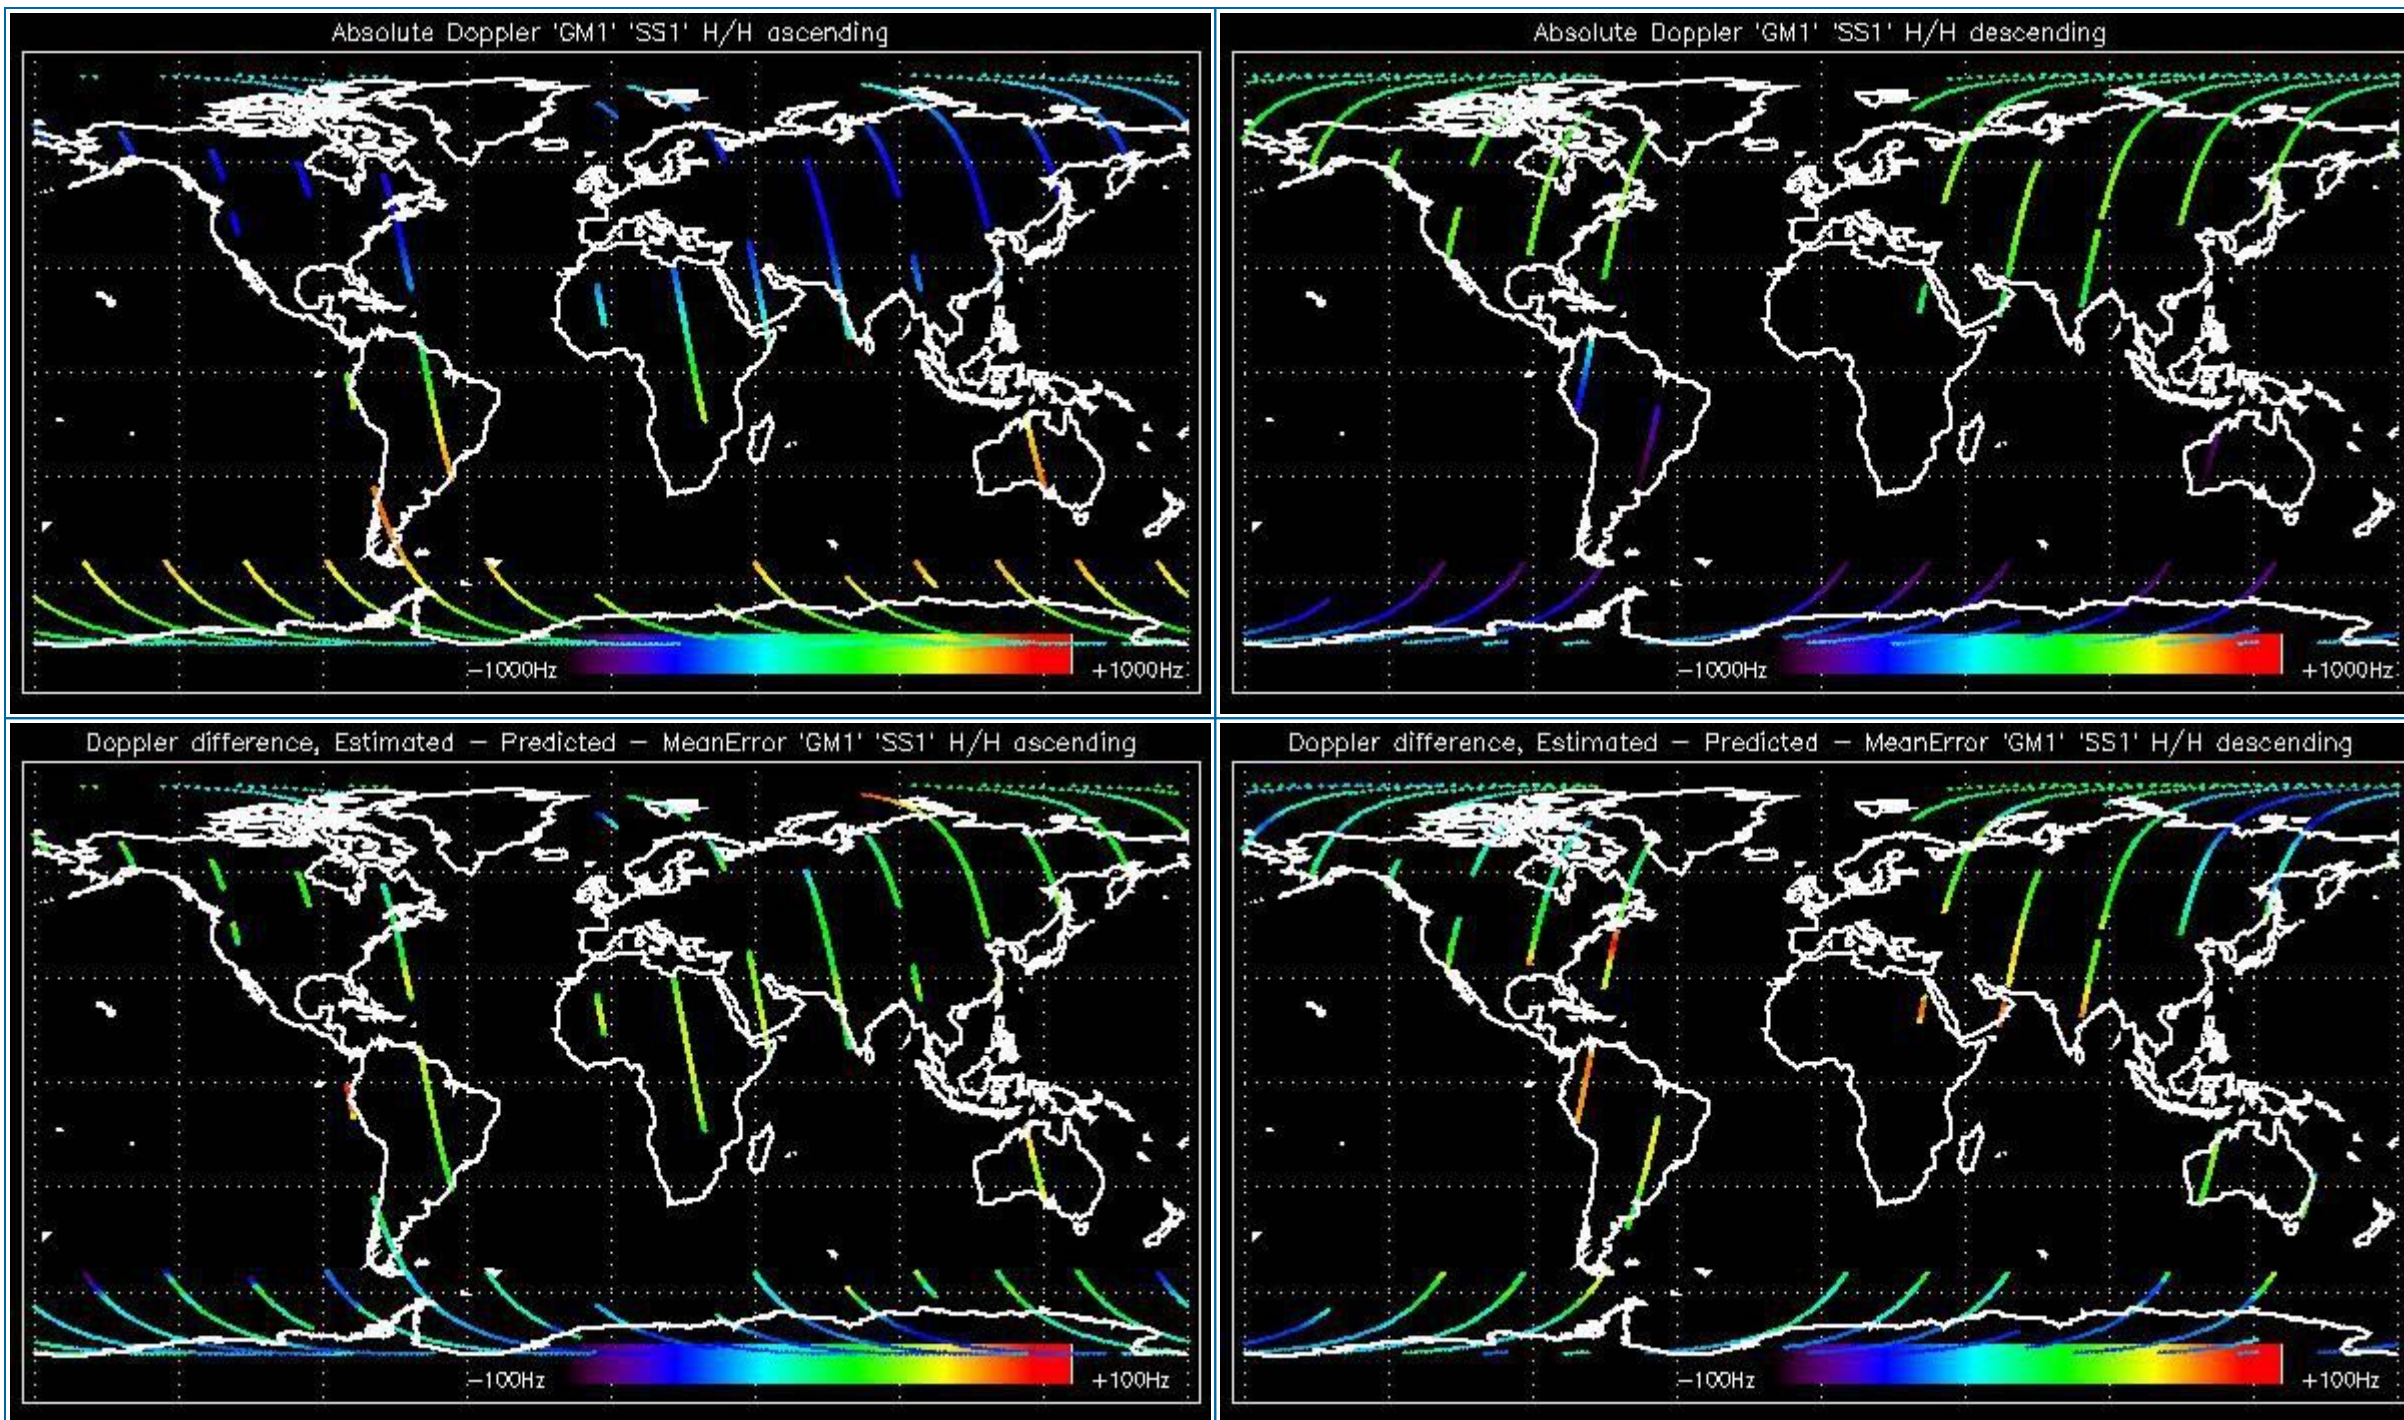 Absolute Doppler 'GM1' 'SS1' H/H ascending
-1000Hz
+1000Hz
Absolute Doppler 'GM1' 'SS1' H/H descending
-1000Hz
+1000Hz
Doppler difference, Estimated - Predicted - MeanError 'GM1' 'SS1' H/H ascending
-100Hz
+100Hz
Doppler difference, Estimated - Predicted - MeanError 'GM1' 'SS1' H/H descending
-100Hz
+100Hz